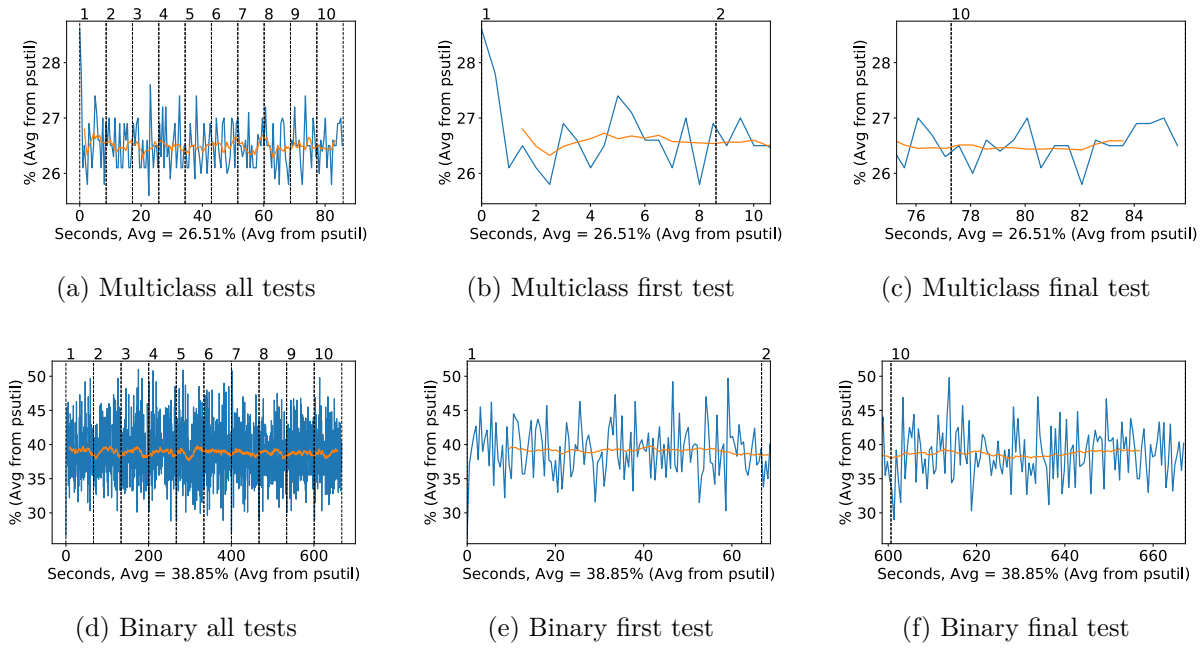 1 2 3 4 5 6 7 8 9 10
% (Avg from psutil)
28
27
26
0 20 40 60 80
Seconds, Avg = 26.51% (Avg from psutil)
(a) Multiclass all tests
1 2
% (Avg from psutil)
28
27
26
0 2 4 6 8 10
Seconds, Avg = 26.51% (Avg from psutil)
(b) Multiclass first test
10
% (Avg from psutil)
28
27
26
76 78 80 82 84
Seconds, Avg = 26.51% (Avg from psutil)
(c) Multiclass final test
1 2 3 4 5 6 7 8 9 10
% (Avg from psutil)
50
45
40
35
30
0 200 400 600
Seconds, Avg = 38.85% (Avg from psutil)
(d) Binary all tests
1 2
% (Avg from psutil)
50
45
40
35
30
0 20 40 60
Seconds, Avg = 38.85% (Avg from psutil)
(e) Binary first test
10
% (Avg from psutil)
50
45
40
35
30
600 620 640 660
Seconds, Avg = 38.85% (Avg from psutil)
(f) Binary final test